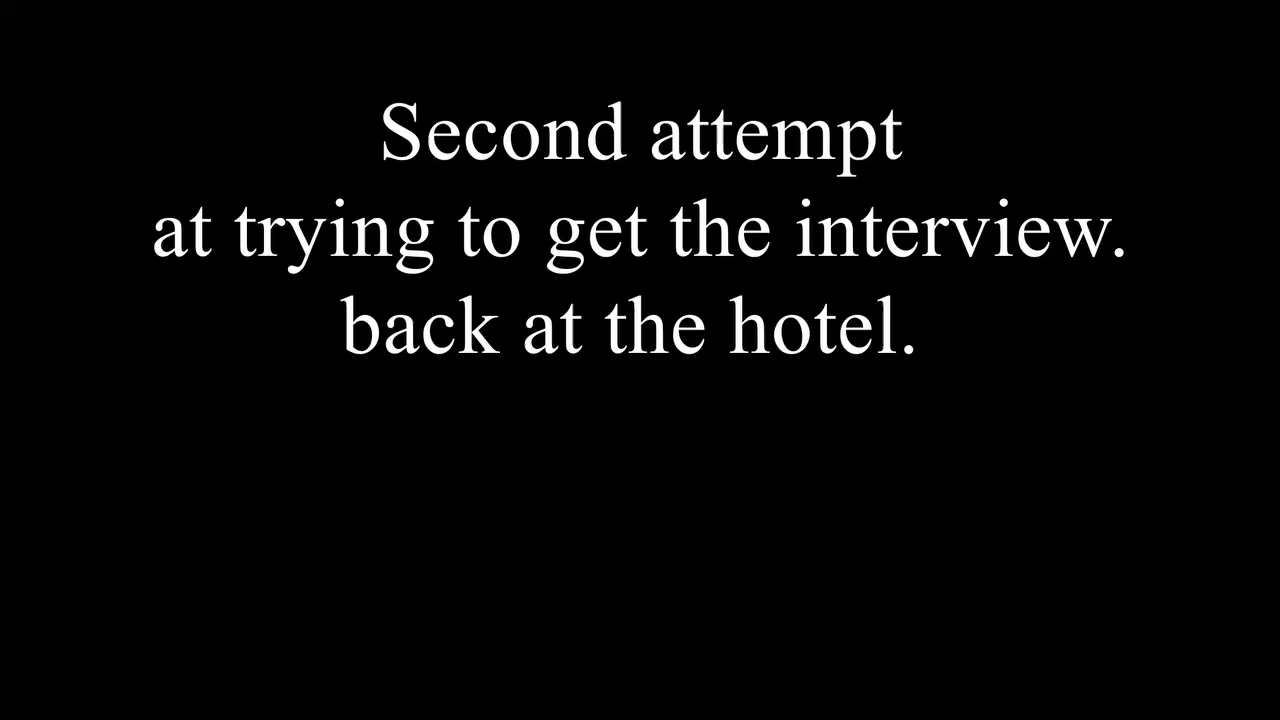 Second attempt
at trying to get the interview.
back at the hotel.